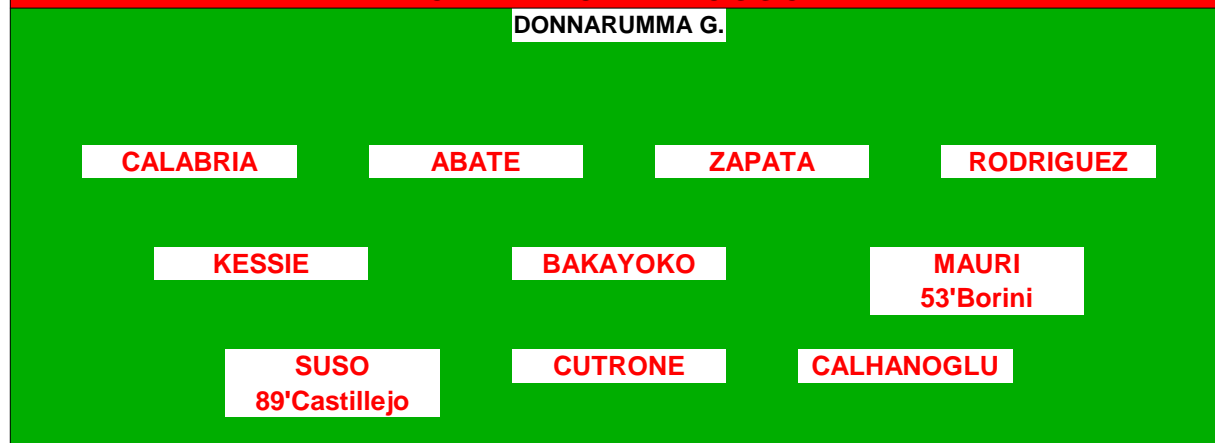 DONNARUMMA G.
CALABRIA ABATE ZAPATA RODRIGUEZ
KESSIE BAKAYOKO MAURI
53'Borini
SUSO CUTRONE CALHANOGLU
89'Castillejo